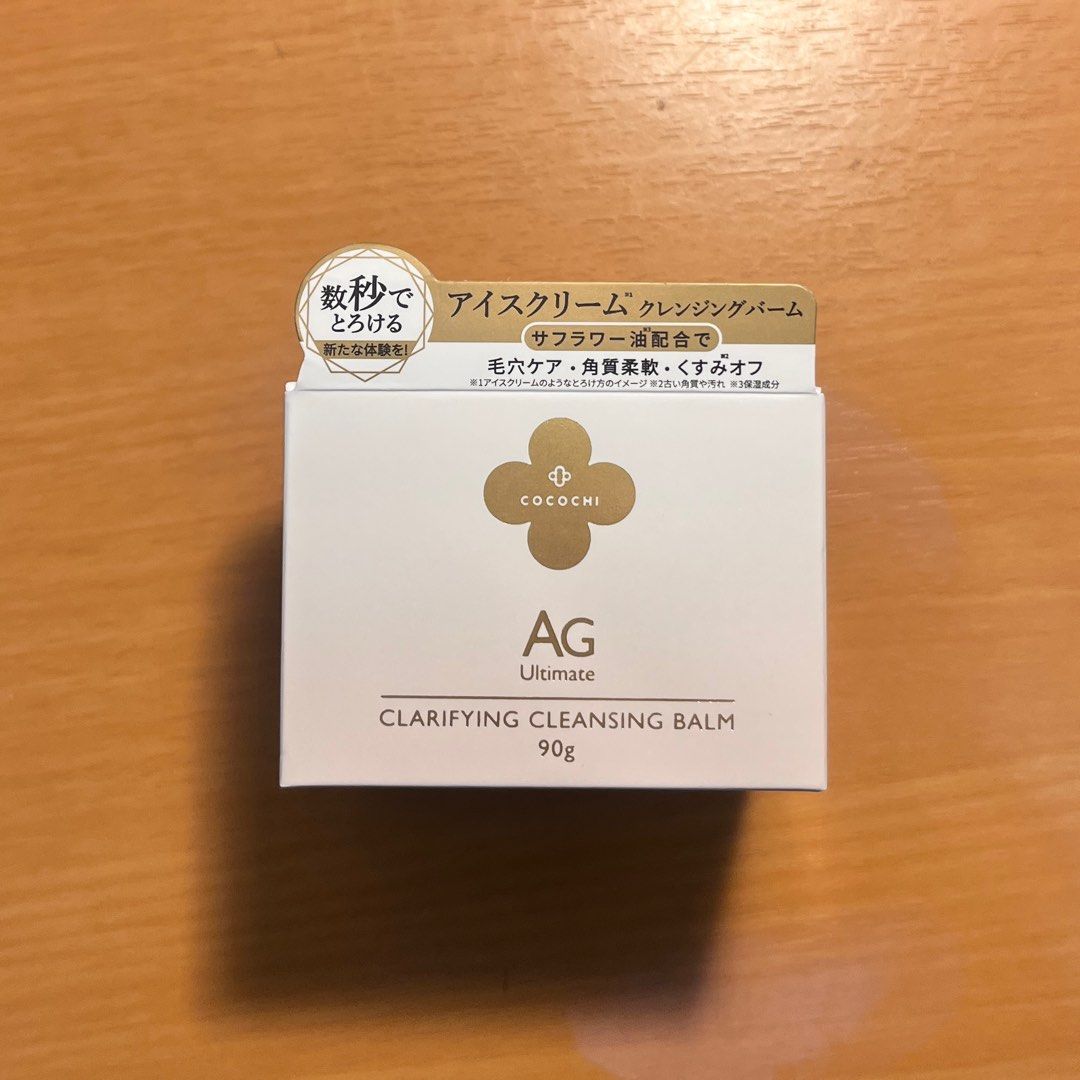 数秒で
とろける
新たな体験を!
アイスクリーム※1 クレンジングバーム
サフラワー油※3配合で
毛穴ケア・角質柔軟・くすみ※2オフ
※1アイスクリームのようなとろけ方のイメージ ※2古い角質や汚れ ※3保湿成分
COCOCHI
AG
Ultimate
CLARIFYING CLEANSING BALM
90g